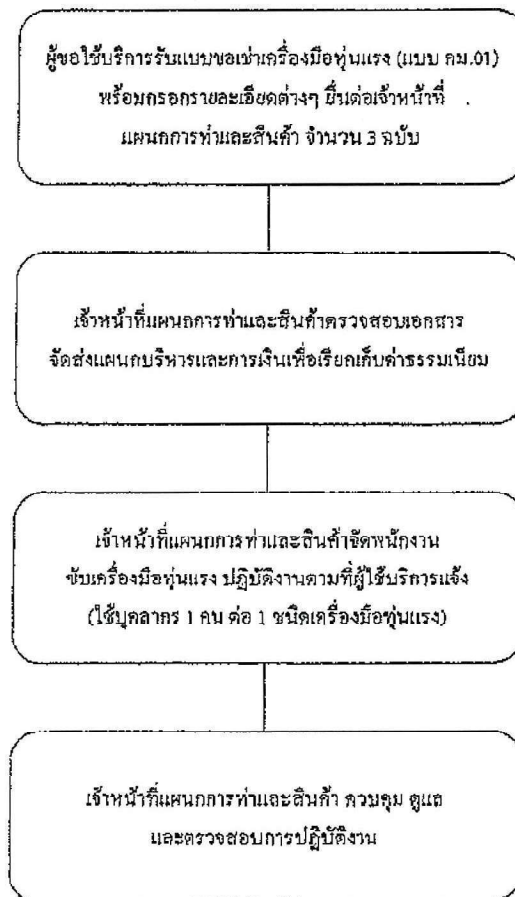 ผู้ขอใช้บริการรับแบบขอเช่าเครื่องมือทุ่นแรง (แบบ คม.01)
พร้อมกรอกรายละเอียดต่างๆ ยื่นต่อเจ้าหน้าที่
แผนกการท่าและสินค้า จำนวน 3 ฉบับ
เจ้าหน้าที่แผนกการท่าและสินค้าตรวจสอบเอกสาร
จัดส่งแผนกบริหารและการเงินเพื่อเรียกเก็บค่าธรรมเนียม
เจ้าหน้าที่แผนกการท่าและสินค้าจัดพนักงาน
ขับเครื่องมือทุ่นแรง ปฏิบัติงานตามที่ผู้ใช้บริการแจ้ง
(ใช้บุคลากร 1 คน ต่อ 1 ชนิดเครื่องมือทุ่นแรง)
เจ้าหน้าที่แผนกการท่าและสินค้า ควบคุม ดูแล
และตรวจสอบการปฏิบัติงาน